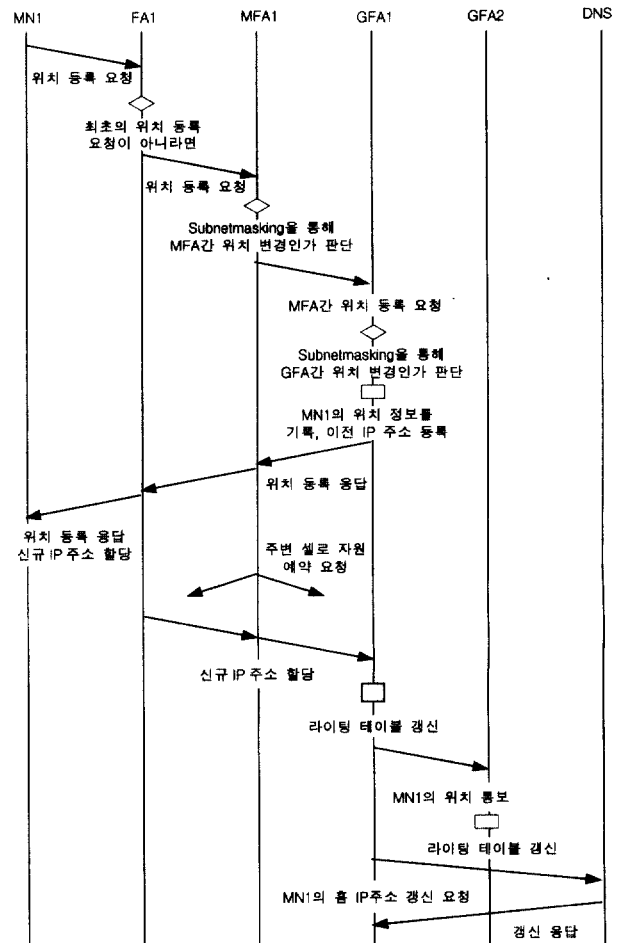 MN1 FA1 MFA1 GFA1 GFA2 DNS
위치 등록 요청
최초의 위치 등록
요청이 아니라면
위치 등록 요청
Subnetmasking을 통해
MFA간 위치 변경인가 판단
MFA간 위치 등록 요청
Subnetmasking을 통해
GFA간 위치 변경인가 판단
MN1의 위치 정보를
기록, 이전 IP 주소 등록
위치 등록 응답
위치 등록 응답
신규 IP 주소 할당
주변 셀로 자원
예약 요청
신규 IP 주소 할당
라이팅 테이블 갱신
MN1의 위치 통보
라이팅 테이블 갱신
MN1의 홈 IP주소 갱신 요청
갱신 응답